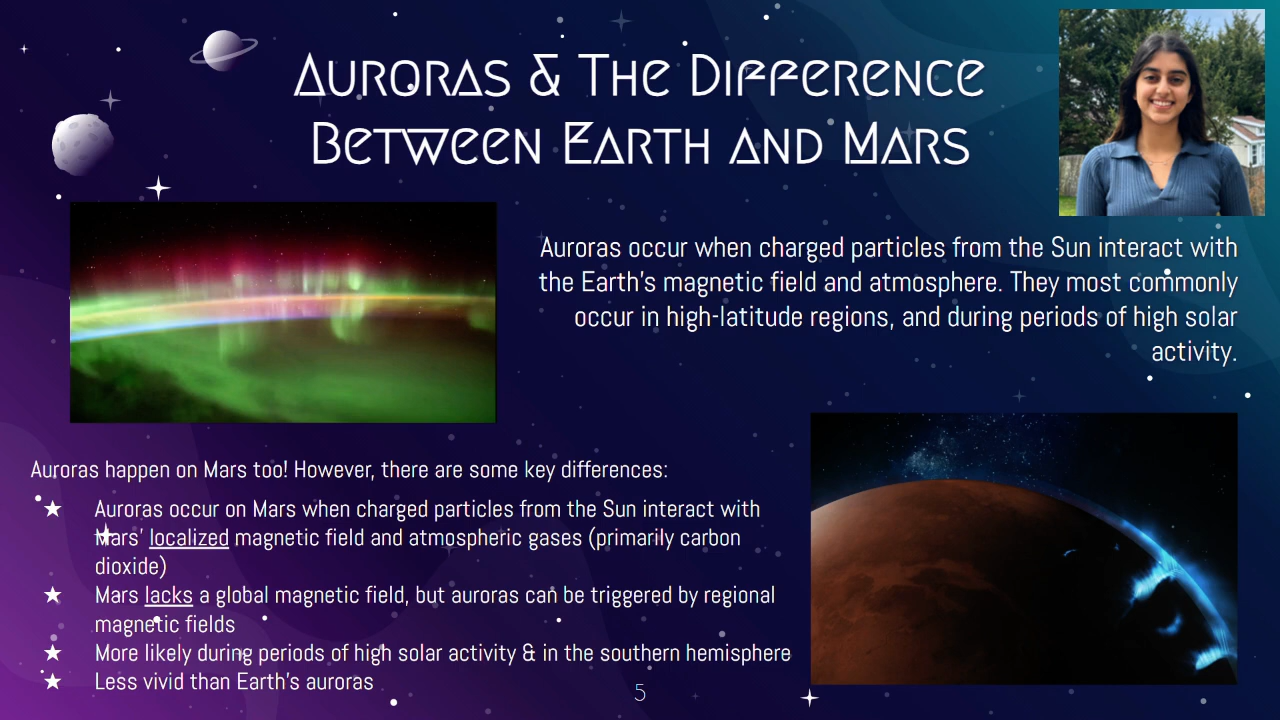 Auroras & The Difference
Between Earth and Mars
Auroras occur when charged particles from the Sun interact with
the Earth's magnetic field and atmosphere. They most commonly
occur in high-latitude regions, and during periods of high solar
activity.
Auroras happen on Mars too! However, there are some key differences:
★ Auroras occur on Mars when charged particles from the Sun interact with
Mars' localized magnetic field and atmospheric gases (primarily carbon
dioxide)
★ Mars lacks a global magnetic field, but auroras can be triggered by regional
magnetic fields
★ More likely during periods of high solar activity & in the southern hemisphere
★ Less vivid than Earth's auroras
5